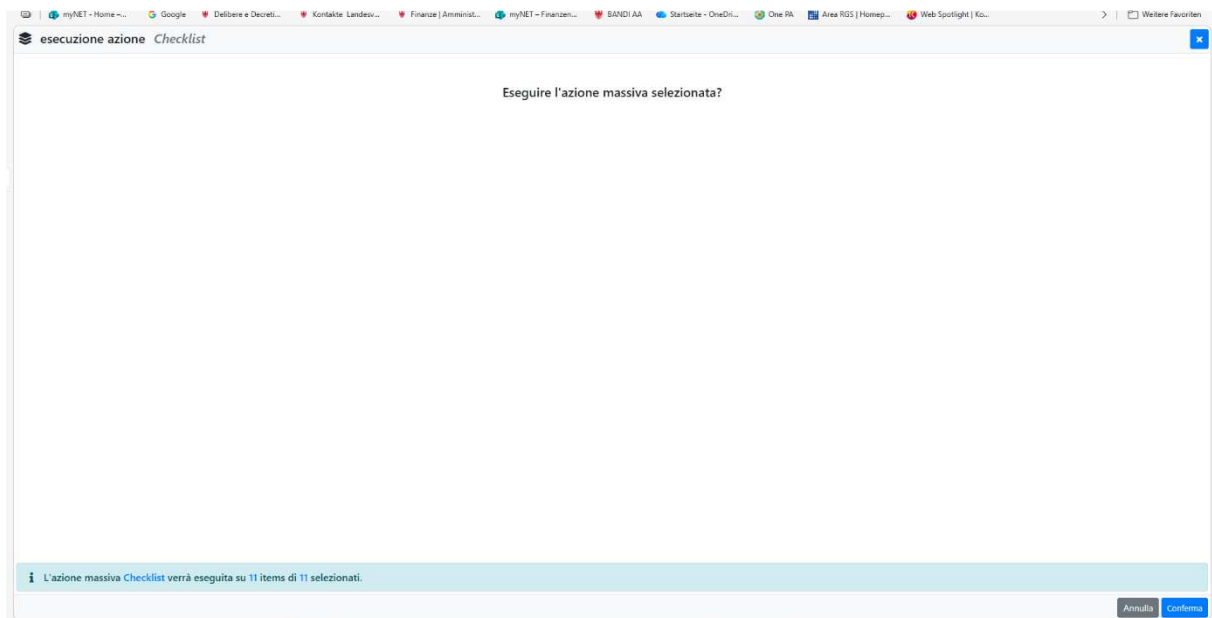 myNET - Home –... Google Delibere e Decreti... Kontakte Landesv... Finanze | Amminist... myNET – Finanzen... BANDI AA Startseite - OneDri... One PA Area RGS | Homep... Web Spotlight | Ko... > Weitere Favoriten
esecuzione azione Checklist
Eseguire l'azione massiva selezionata?
L'azione massiva Checklist verrà eseguita su 11 items di 11 selezionati.
Annulla Conferma